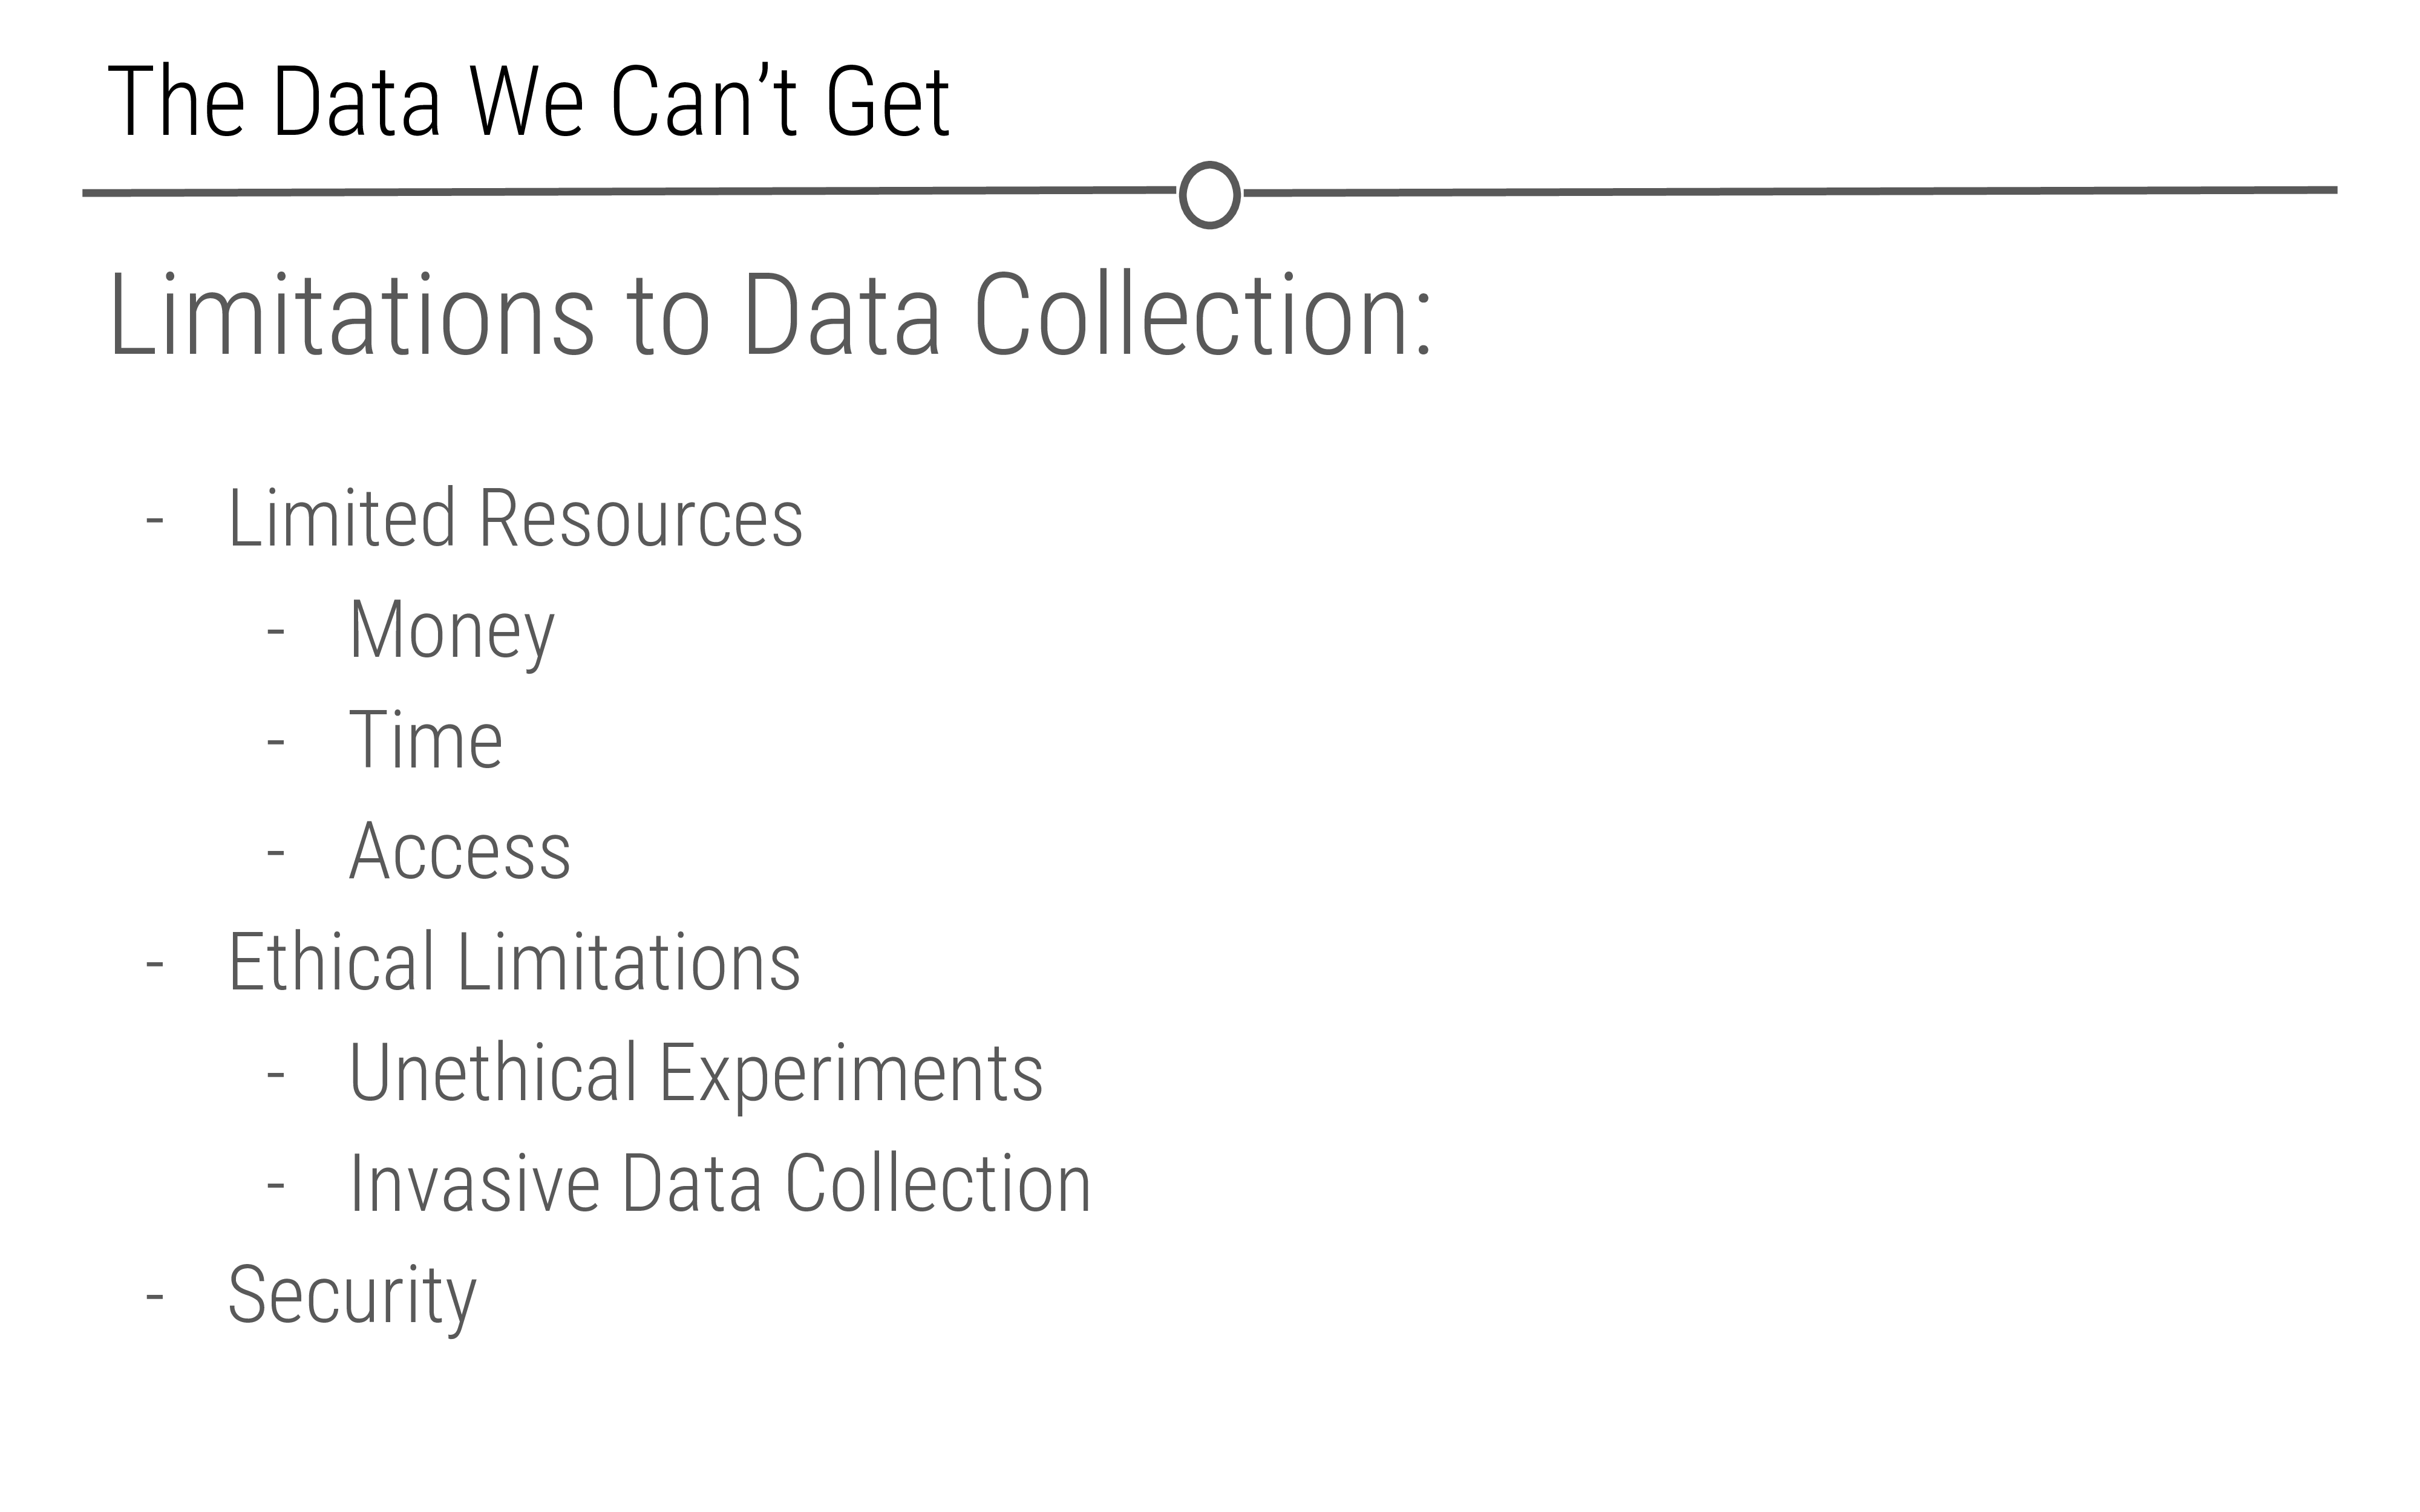 The Data We Can’t Get
Limitations to Data Collection:
- Limited Resources
- Money
- Time
- Access
- Ethical Limitations
- Unethical Experiments
- Invasive Data Collection
- Security